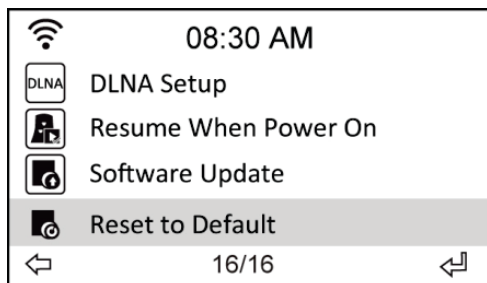 08:30 AM
DLNA DLNA Setup
Resume When Power On
Software Update
Reset to Default
16/16